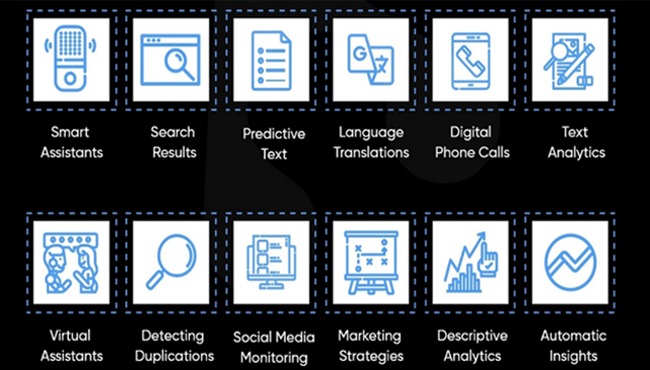 G 文
Smart
Assistants
Search
Results
Predictive
Text
Language
Translations
Digital
Phone Calls
Text
Analytics
Virtual
Assistants
Detecting
Duplications
Social Media
Monitoring
Marketing
Strategies
Descriptive
Analytics
Automatic
Insights